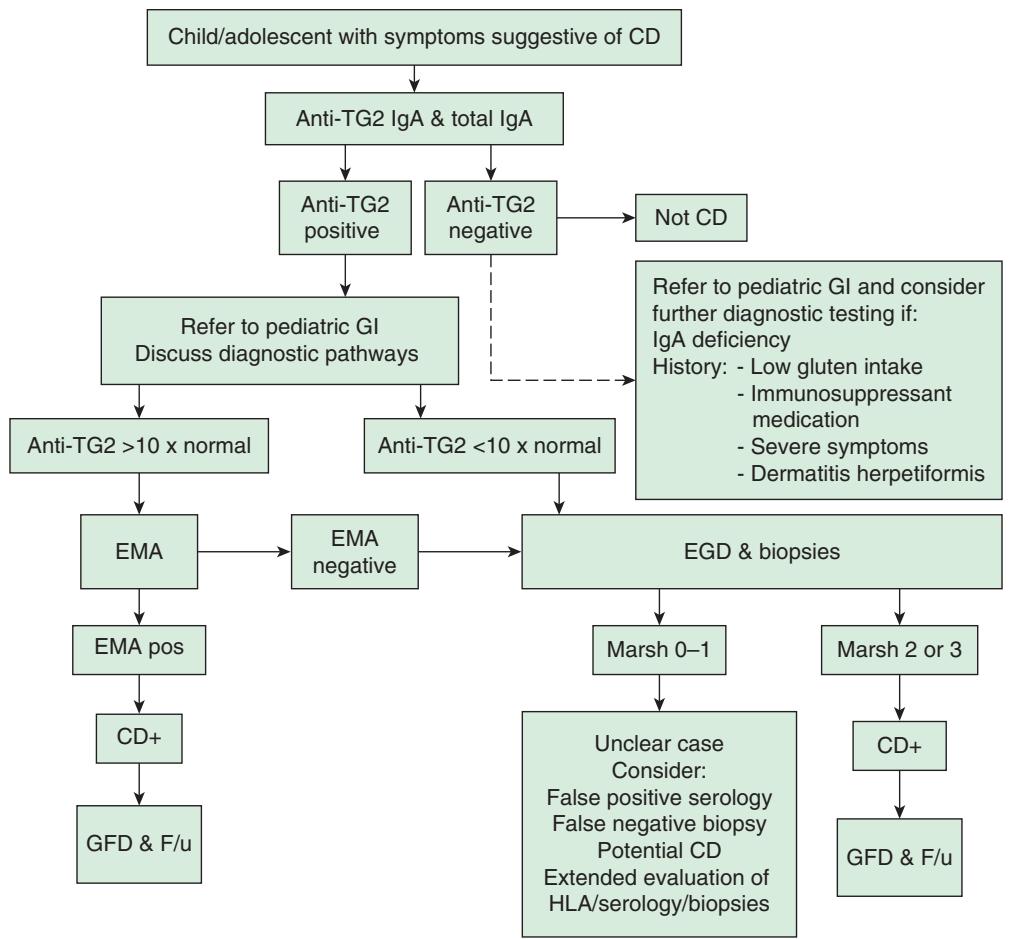 Child/adolescent with symptoms suggestive of CD
Anti-TG2 IgA & total IgA
Anti-TG2
positive
Anti-TG2
negative
Not CD
Refer to pediatric GI and consider
further diagnostic testing if:
IgA deficiency
History: - Low gluten intake
- Immunosuppressant
medication
- Severe symptoms
- Dermatitis herpetiformis
Refer to pediatric GI
Discuss diagnostic pathways
Anti-TG2 >10 x normal
Anti-TG2 <10 x normal
EMA
EMA
negative
EGD & biopsies
EMA pos
Marsh 0–1
Marsh 2 or 3
CD+
Unclear case
Consider:
False positive serology
False negative biopsy
Potential CD
Extended evaluation of
HLA/serology/biopsies
CD+
GFD & F/u
GFD & F/u